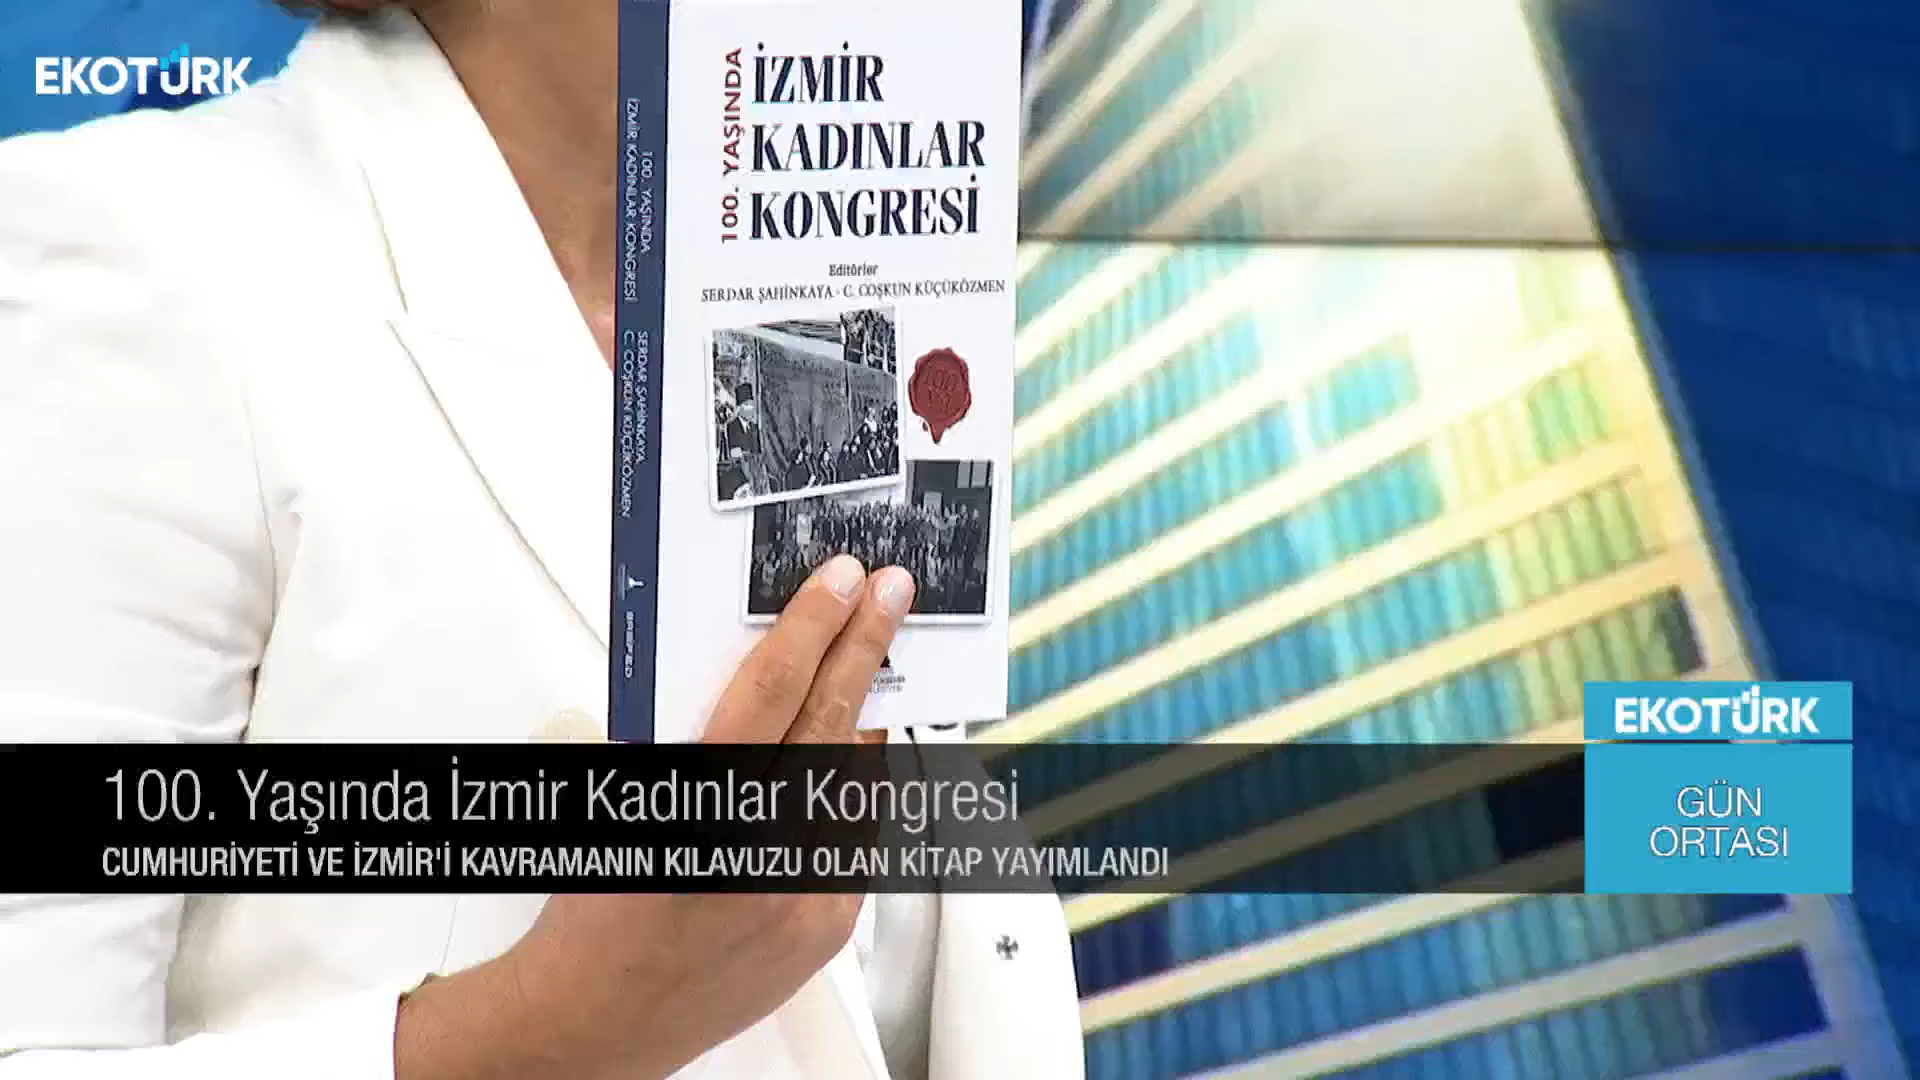 EKOTÜRK
100. YAŞINDA
İZMİR
KADINLAR
KONGRESİ
Editörler
SERDAR ŞAHİNKAYA - C. COŞKUN KÜÇÜKÖZMEN
100. YAŞINDA
İZMİR KADINLAR KONGRESİ
SERDAR ŞAHİNKAYA
C. COŞKUN KÜÇÜKÖZMEN
EKOTÜRK
GÜN
ORTASI
100. Yaşında İzmir Kadınlar Kongresi
CUMHURİYETİ VE İZMİR'İ KAVRAMANIN KILAVUZU OLAN KİTAP YAYIMLANDI